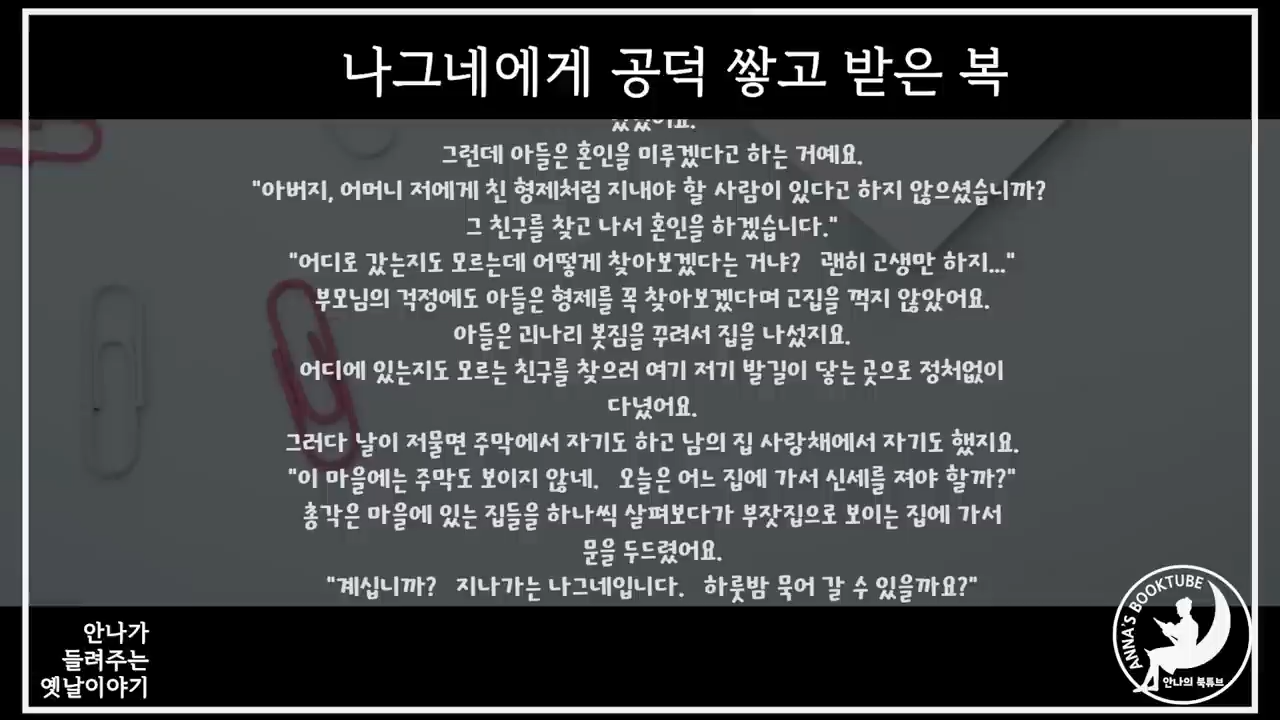 나그네에게 공덕 쌓고 받은 복
그런데 아들은 혼인을 미루겠다고 하는 거예요.
"아버지, 어머니 저에게 친 형제처럼 지내야 할 사람이 있다고 하지 않으셨습니까?
그 친구를 찾고 나서 혼인을 하겠습니다."
"어디로 갔는지도 모르는데 어떻게 찾아보겠다는 거냐? 괜히 고생만 하지..."
부모님의 걱정에도 아들은 형제를 꼭 찾아보겠다며 고집을 꺽지 않았어요.
아들은 괴나리 봇짐을 꾸려서 집을 나섰지요.
어디에 있는지도 모르는 친구를 찾으러 여기 저기 발길이 닿는 곳으로 정처없이
다녔어요.
그러다 날이 저물면 주막에서 자기도 하고 남의 집 사랑채에서 자기도 했지요.
"이 마을에는 주막도 보이지 않네. 오늘은 어느 집에 가서 신세를 져야 할까?"
총각은 마을에 있는 집들을 하나씩 살펴보다가 부잣집으로 보이는 집에 가서
문을 두드렸어요.
"계십니까? 지나가는 나그네입니다. 하룻밤 묵어 갈 수 있을까요?"
안나가
들려주는
옛날이야기
ANNA'S BOOKTUBE
안나의 북튜브